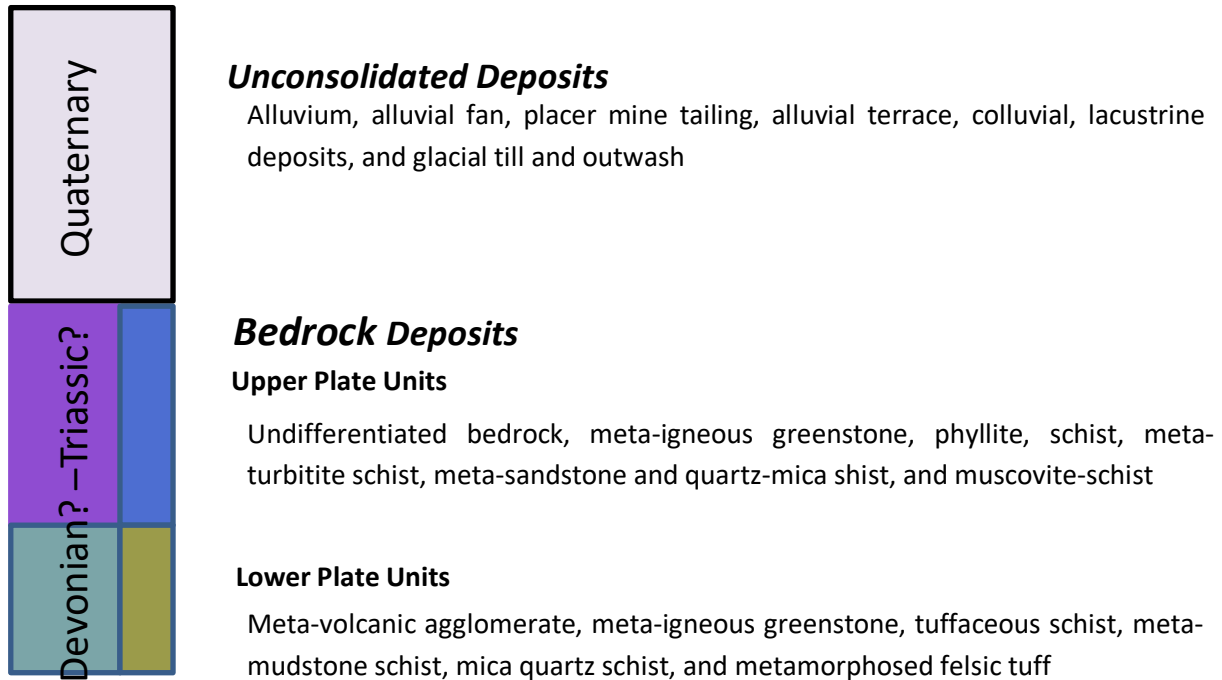 Quaternary
Unconsolidated Deposits
Alluvium, alluvial fan, placer mine tailing, alluvial terrace, colluvial, lacustrine
deposits, and glacial till and outwash
Devonian? –Triassic?
Bedrock Deposits
Upper Plate Units
Undifferentiated bedrock, meta-igneous greenstone, phyllite, schist, meta-
turbitite schist, meta-sandstone and quartz-mica shist, and muscovite-schist
Lower Plate Units
Meta-volcanic agglomerate, meta-igneous greenstone, tuffaceous schist, meta-
mudstone schist, mica quartz schist, and metamorphosed felsic tuff